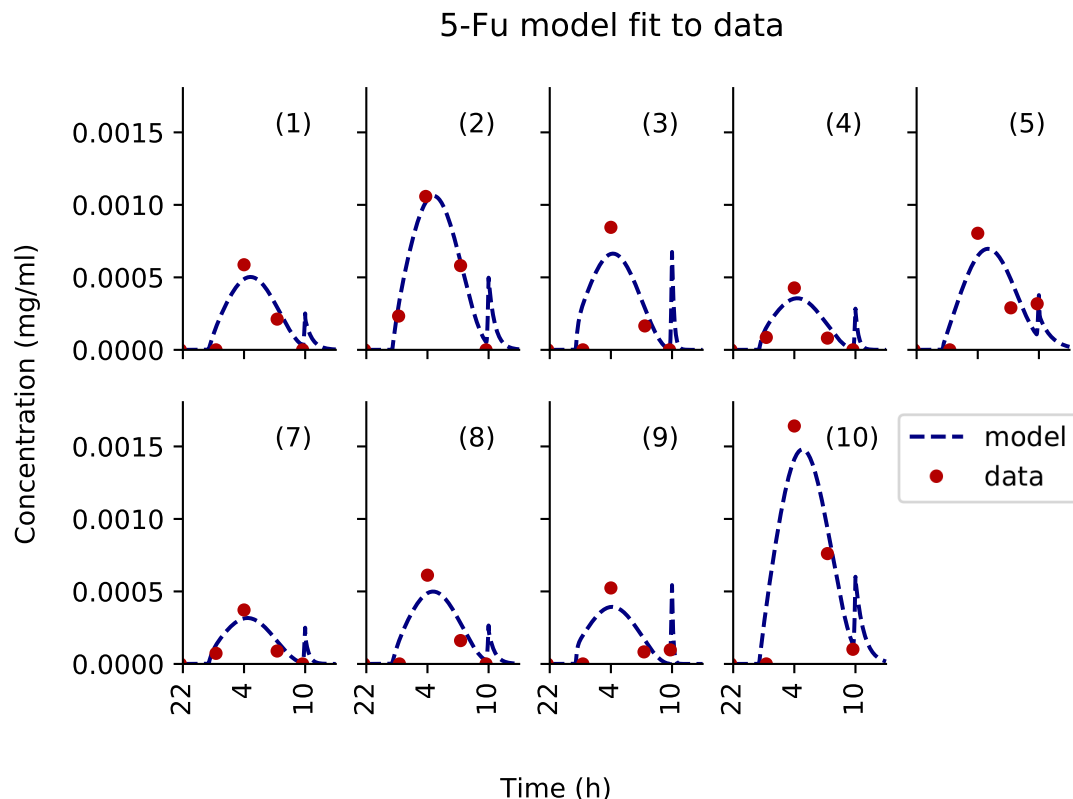 5-Fu model fit to data
(1) (2) (3) (4) (5)
0.0015
0.0010
0.0005
0.0000
Concentration (mg/ml)
(7) (8) (9) (10)
0.0015
0.0010
0.0005
0.0000
model
data
22 4 10 22 4 10 22 4 10 22 4 10
Time (h)